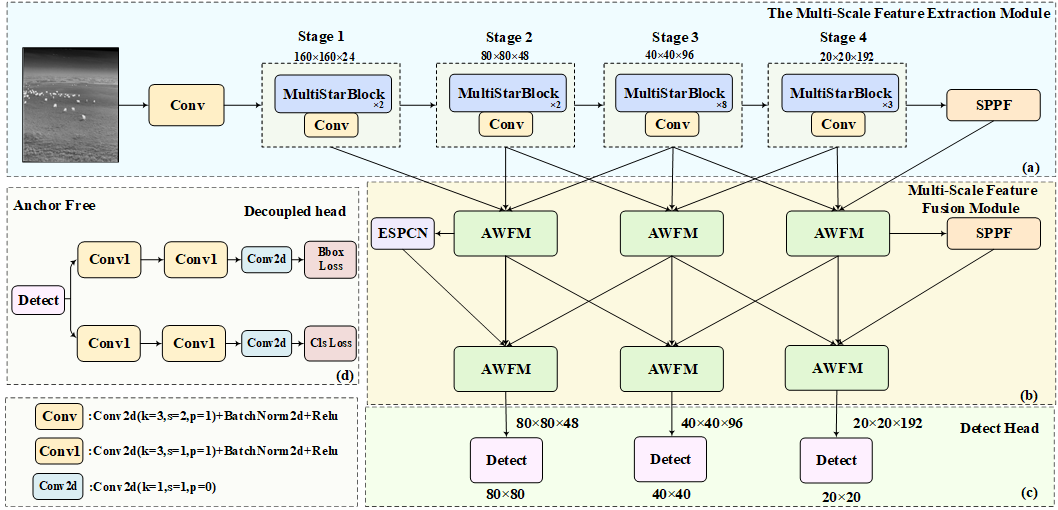 The Multi-Scale Feature Extraction Module
Stage 1
160×160×24
Stage 2
80×80×48
Stage 3
40×40×96
Stage 4
20×20×192
Conv
MultiStarBlock
×2
Conv
MultiStarBlock
×2
Conv
MultiStarBlock
×8
Conv
MultiStarBlock
×3
Conv
SPPF
(a)
Multi-Scale Feature
Fusion Module
ESPCN
AWFM
AWFM
AWFM
SPPF
AWFM
AWFM
AWFM
(b)
Anchor Free
Decoupled head
Detect
Conv1
Conv1
Conv2d
Bbox
Loss
Conv1
Conv1
Conv2d
Cls Loss
(d)
Conv :Conv2d(k=3,s=2,p=1)+BatchNorm2d+Relu
Conv1 :Conv2d(k=3,s=1,p=1)+BatchNorm2d+Relu
Conv2d :Conv2d(k=1,s=1,p=0)
80×80×48
40×40×96
20×20×192
Detect Head
Detect
Detect
Detect
80×80
40×40
20×20
(c)